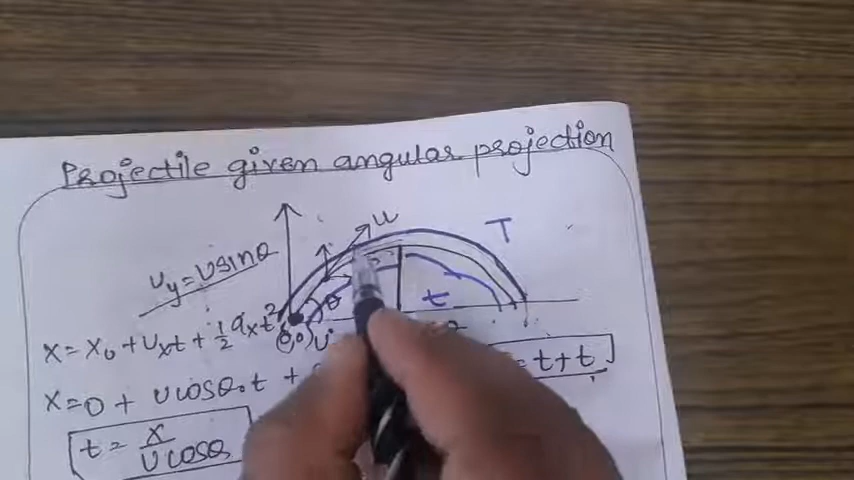 Projectile given angular projection
u
T
uy = usinθ
θ
t
(0,0)
x = x₀ + uₓt + ½ aₓt²
= t + t
x = 0 + ucosθ.t +
t = x / ucosθ